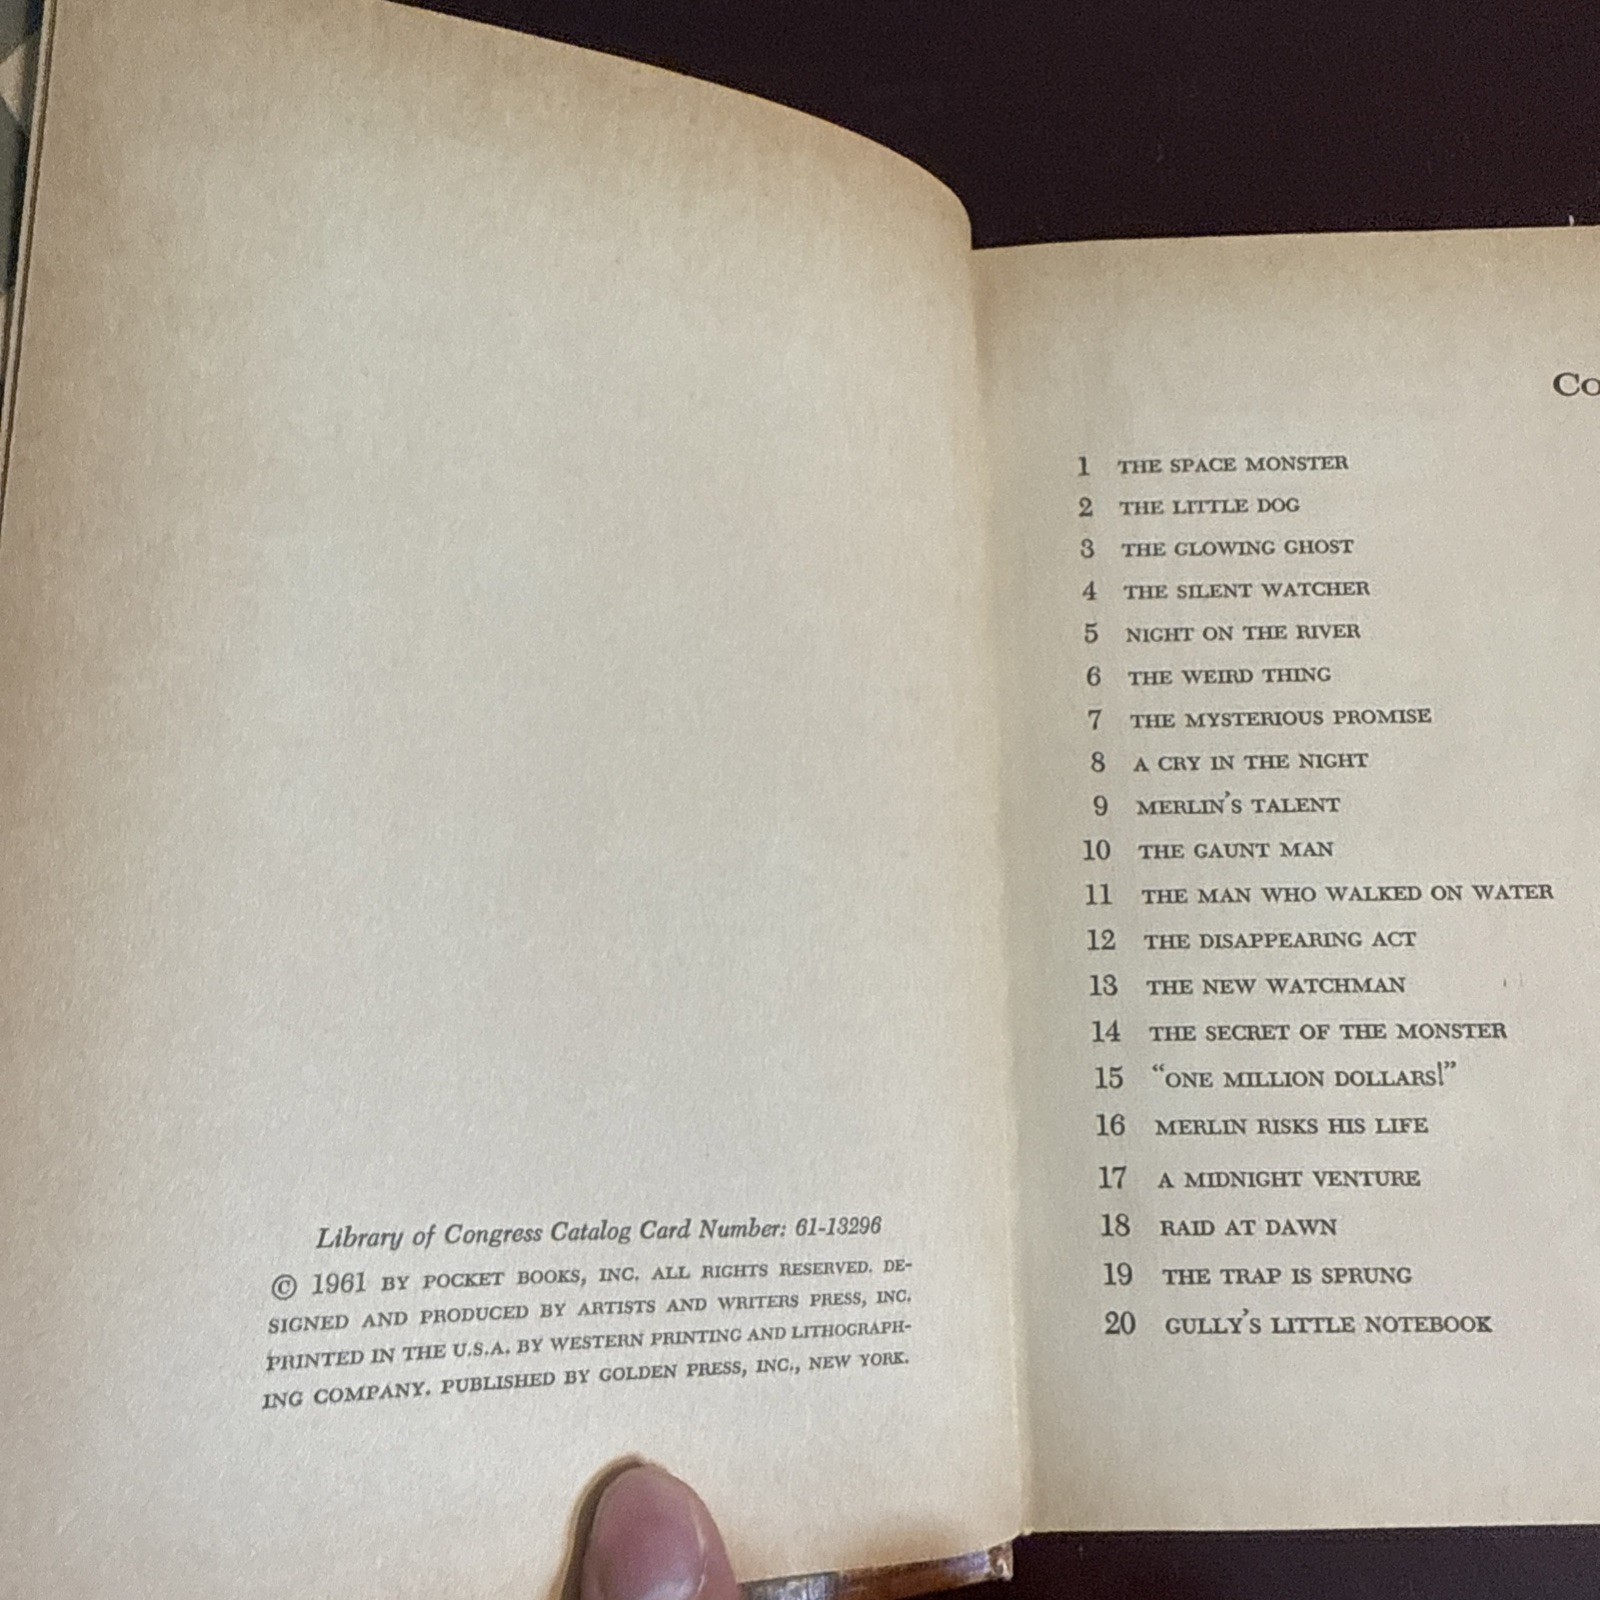 Library of Congress Catalog Card Number: 61-13296
© 1961 BY POCKET BOOKS, INC. ALL RIGHTS RESERVED. DE-
SIGNED AND PRODUCED BY ARTISTS AND WRITERS PRESS, INC.
PRINTED IN THE U.S.A. BY WESTERN PRINTING AND LITHOGRAPH-
ING COMPANY. PUBLISHED BY GOLDEN PRESS, INC., NEW YORK.
Co
1 THE SPACE MONSTER
2 THE LITTLE DOG
3 THE GLOWING GHOST
4 THE SILENT WATCHER
5 NIGHT ON THE RIVER
6 THE WEIRD THING
7 THE MYSTERIOUS PROMISE
8 A CRY IN THE NIGHT
9 MERLIN'S TALENT
10 THE GAUNT MAN
11 THE MAN WHO WALKED ON WATER
12 THE DISAPPEARING ACT
13 THE NEW WATCHMAN
14 THE SECRET OF THE MONSTER
15 “ONE MILLION DOLLARS!”
16 MERLIN RISKS HIS LIFE
17 A MIDNIGHT VENTURE
18 RAID AT DAWN
19 THE TRAP IS SPRUNG
20 GULLY'S LITTLE NOTEBOOK